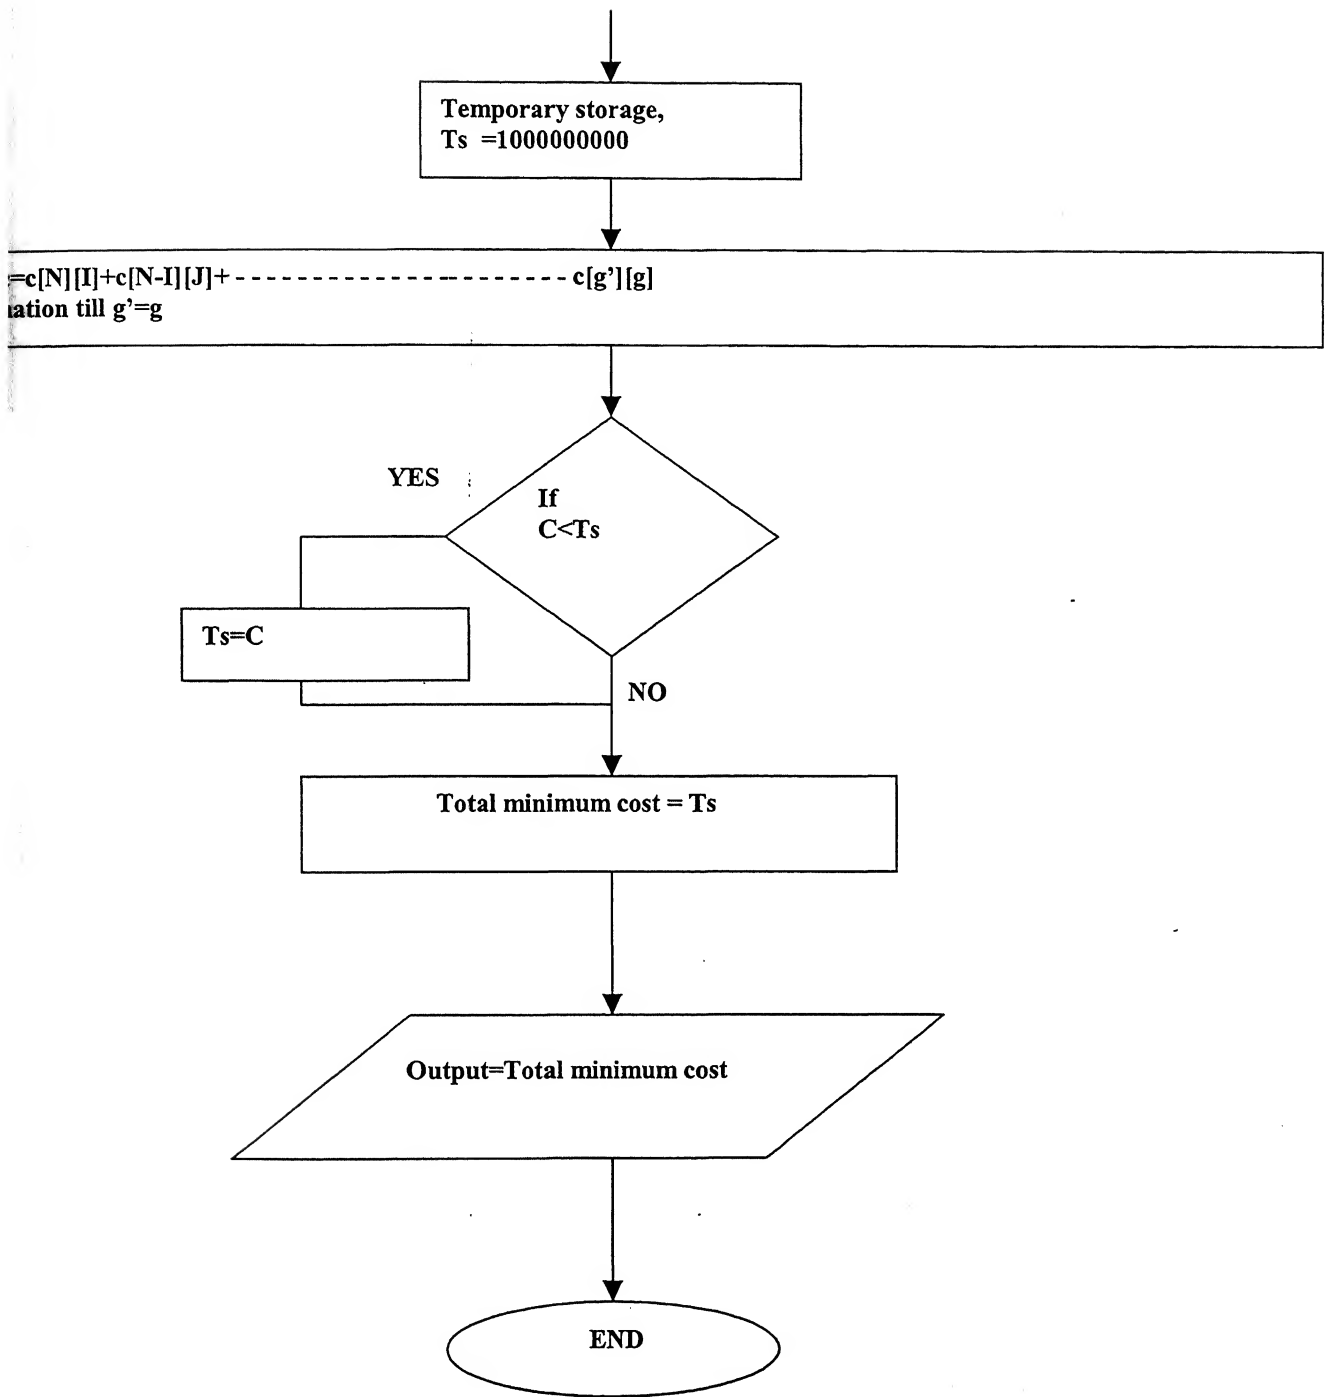 Temporary storage,
Ts =1000000000
=c[N][I]+c[N-I][J]+- - - - - - - - - - - - - - - - - - - - - - -c[g'][g]
ation till g'=g
YES
If
C<Ts
Ts=C
NO
Total minimum cost = Ts
Output=Total minimum cost
END